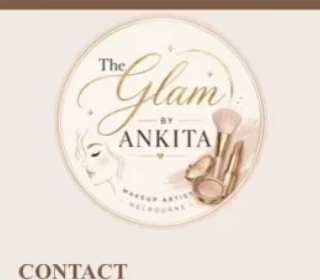 The
Glam
BY
ANKITA
MAKEUP ARTIST
MELBOURNE
CONTACT